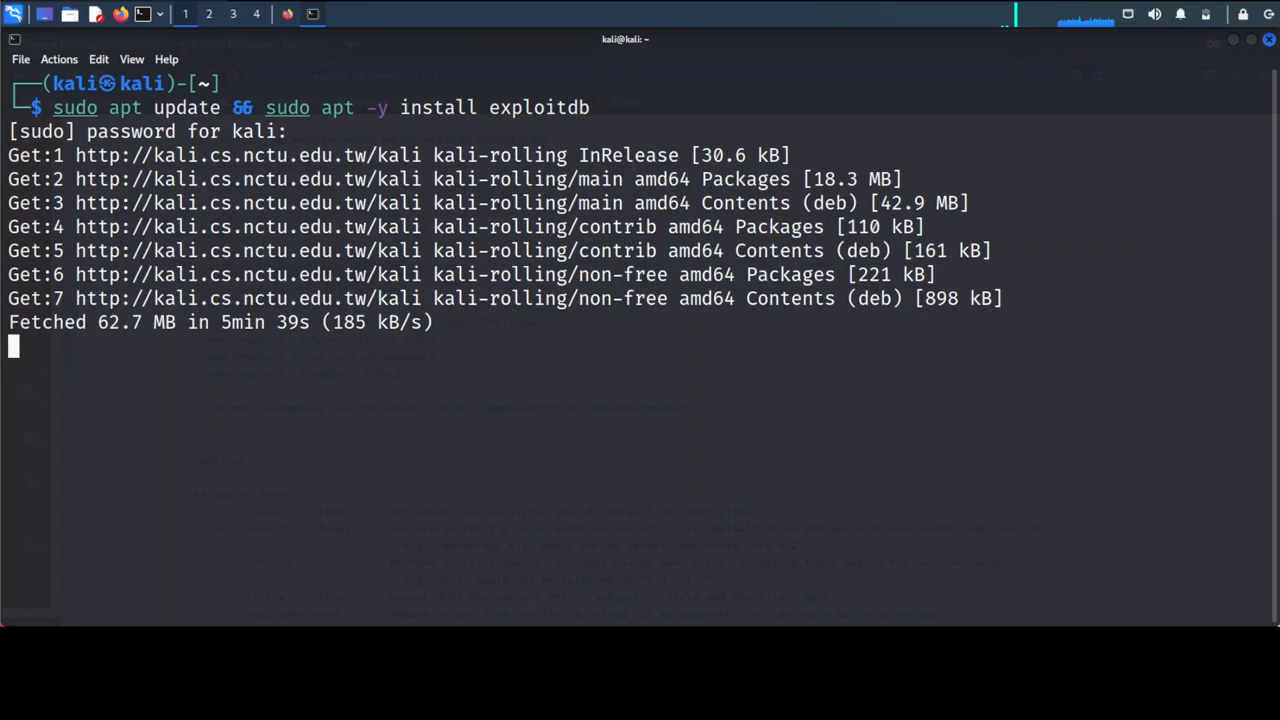 1 2 3 4
kali@kali: ~
File Actions Edit View Help
(kali㉿kali)-[~]
$ sudo apt update && sudo apt -y install exploitdb
[sudo] password for kali:
Get:1 http://kali.cs.nctu.edu.tw/kali kali-rolling InRelease [30.6 kB]
Get:2 http://kali.cs.nctu.edu.tw/kali kali-rolling/main amd64 Packages [18.3 MB]
Get:3 http://kali.cs.nctu.edu.tw/kali kali-rolling/main amd64 Contents (deb) [42.9 MB]
Get:4 http://kali.cs.nctu.edu.tw/kali kali-rolling/contrib amd64 Packages [110 kB]
Get:5 http://kali.cs.nctu.edu.tw/kali kali-rolling/contrib amd64 Contents (deb) [161 kB]
Get:6 http://kali.cs.nctu.edu.tw/kali kali-rolling/non-free amd64 Packages [221 kB]
Get:7 http://kali.cs.nctu.edu.tw/kali kali-rolling/non-free amd64 Contents (deb) [898 kB]
Fetched 62.7 MB in 5min 39s (185 kB/s)